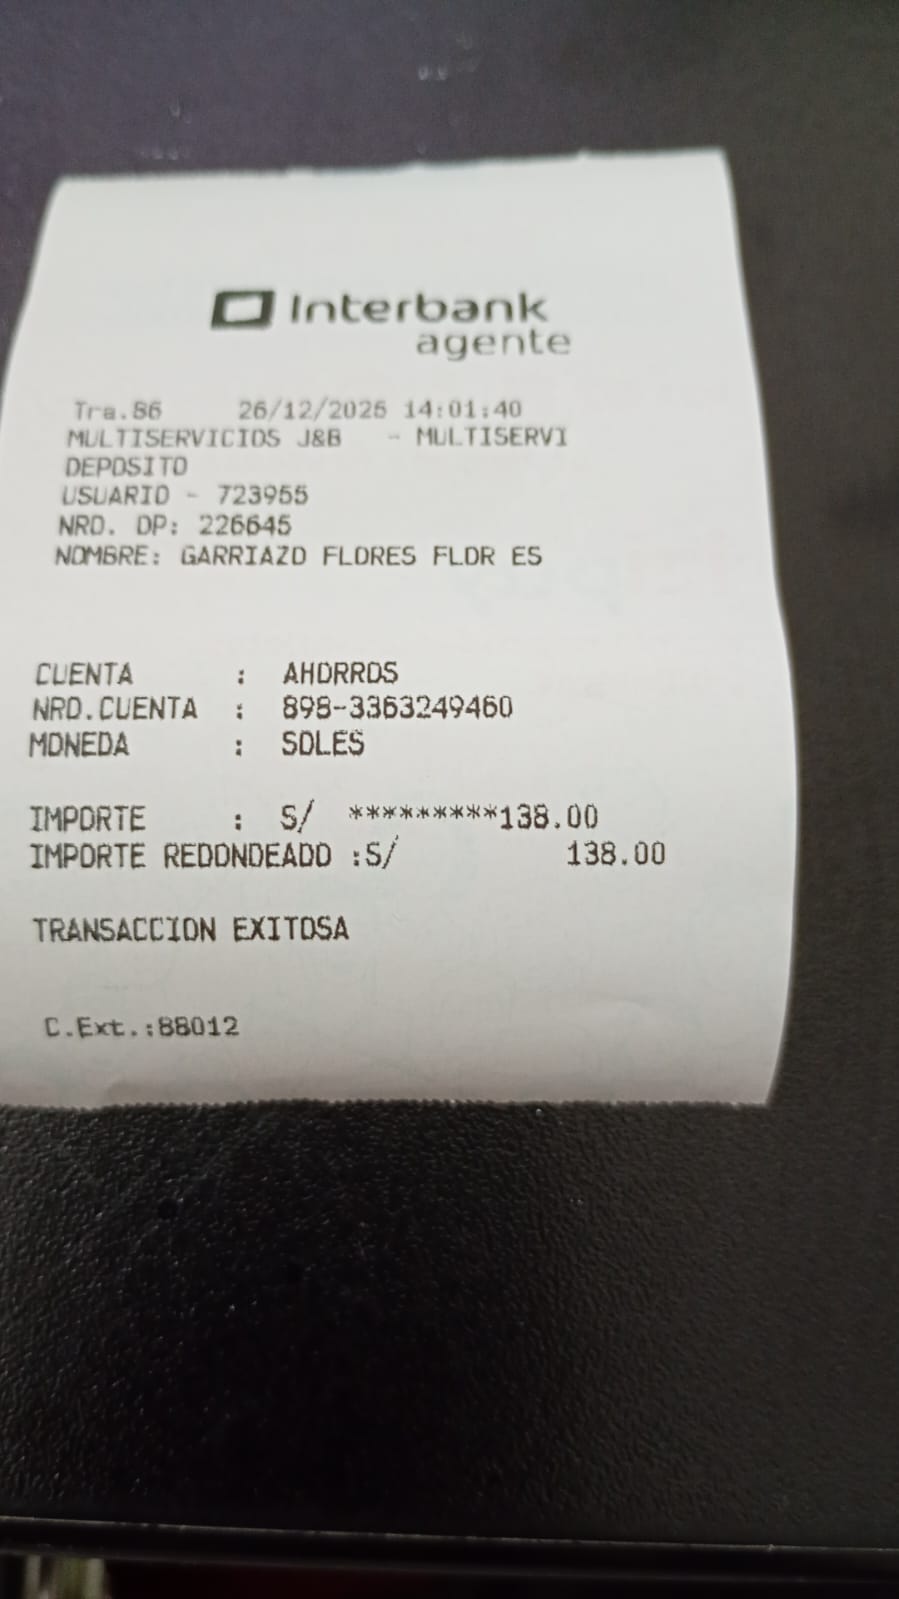 Interbank
agente
Tra.86 26/12/2025 14:01:40
MULTISERVICIOS J&B - MULTISERVI
DEPOSITO
USUARIO - 723955
NRO. OP: 226645
NOMBRE: GARRIAZO FLORES FLOR ES
CUENTA : AHORROS
NRO.CUENTA : 898-3363249460
MONEDA : SOLES
IMPORTE : S/ *********138.00
IMPORTE REDONDEADO :S/ 138.00
TRANSACCION EXITOSA
C.Ext.:88012